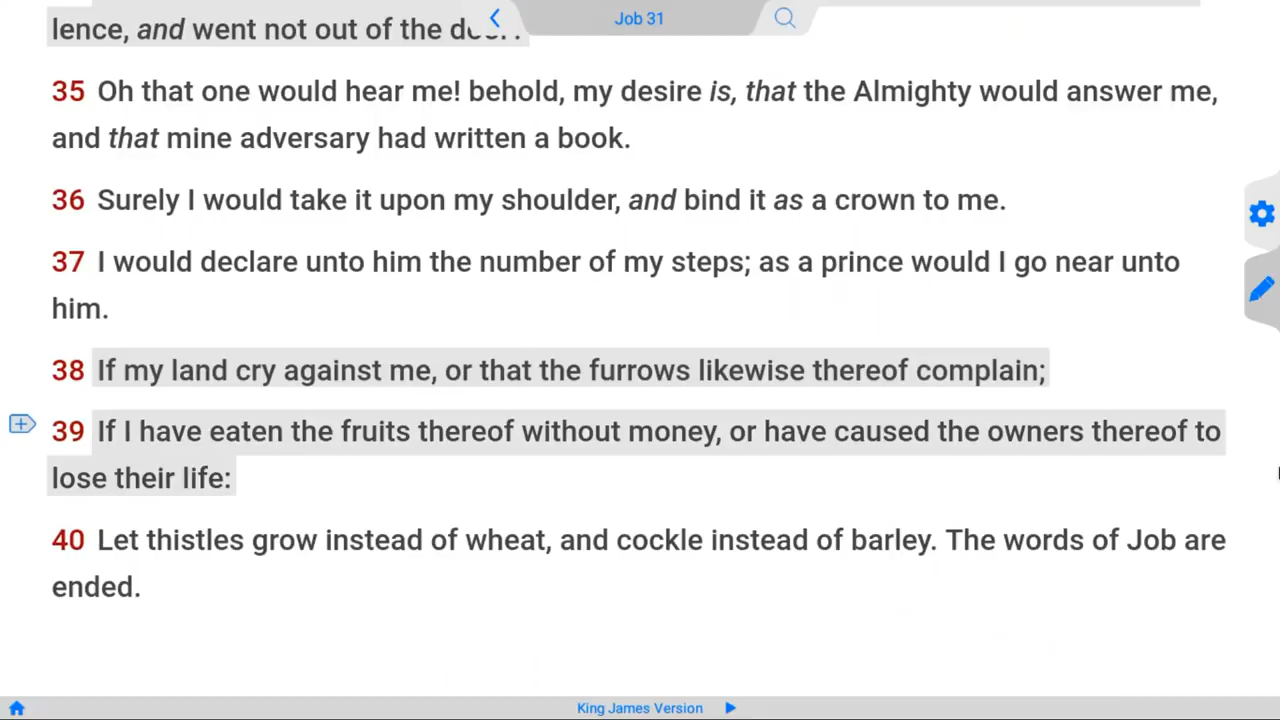 Job 31
lence, and went not out of the
35 Oh that one would hear me! behold, my desire is, that the Almighty would answer me,
and that mine adversary had written a book.
36 Surely I would take it upon my shoulder, and bind it as a crown to me.
37 I would declare unto him the number of my steps; as a prince would I go near unto
him.
38 If my land cry against me, or that the furrows likewise thereof complain;
39 If I have eaten the fruits thereof without money, or have caused the owners thereof to
lose their life:
40 Let thistles grow instead of wheat, and cockle instead of barley. The words of Job are
ended.
King James Version